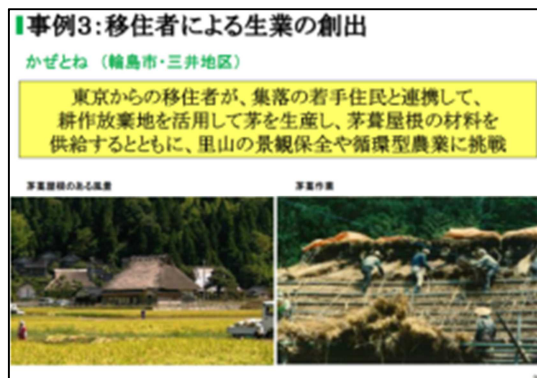 事例3:移住者による生業の創出
かぜとね （輪島市・三井地区）
東京からの移住者が、集落の若手住民と連携して、
耕作放棄地を活用して茅を生産し、茅葺屋根の材料を
供給するとともに、里山の景観保全や循環型農業に挑戦
茅葺屋根のある風景
茅葺作業